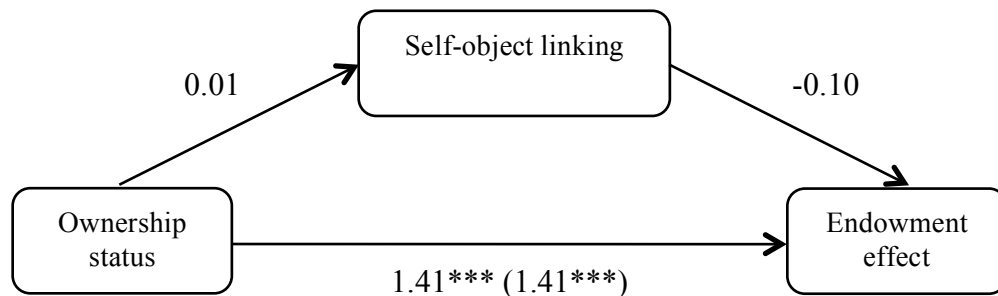 Self-object linking
0.01
-0.10
Ownership
status
Endowment
effect
1.41*** (1.41***)